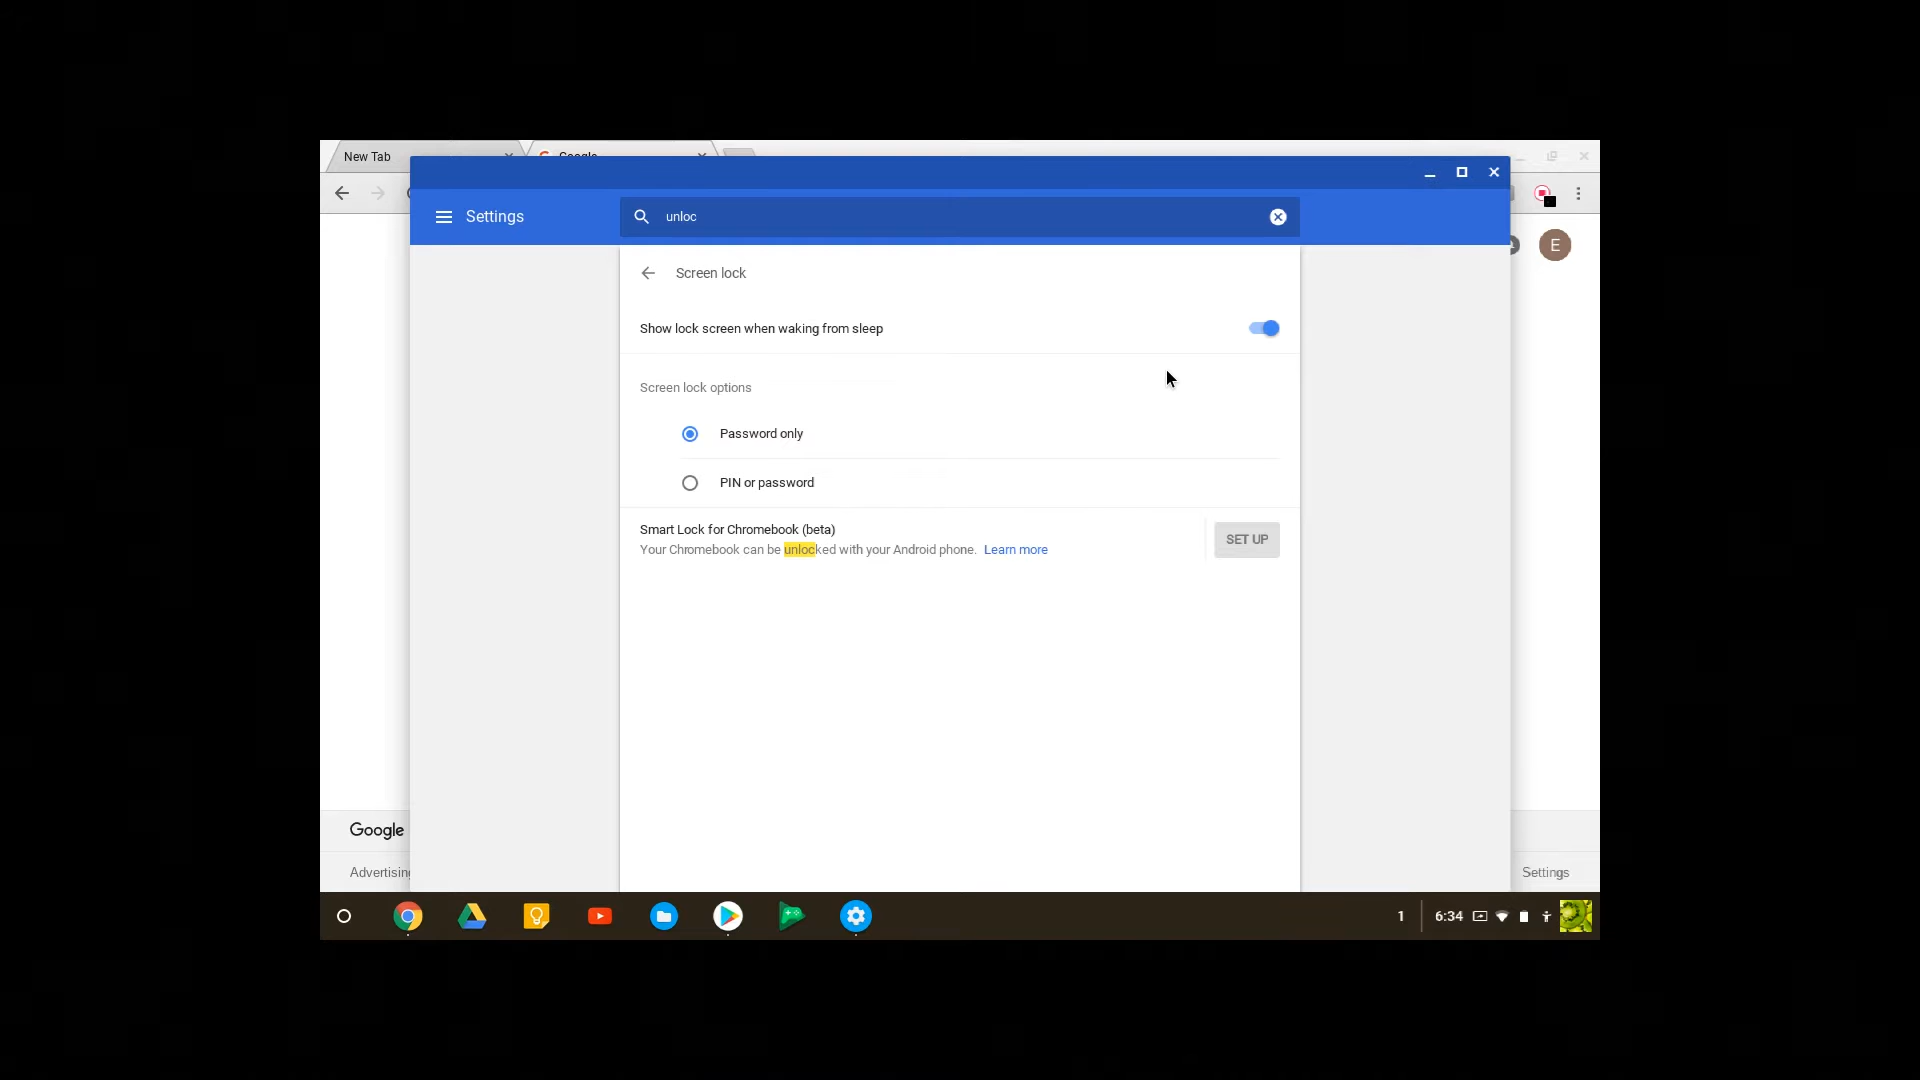 New Tab
Google
Settings
unloc
E
Screen lock
Show lock screen when waking from sleep
Screen lock options
Password only
PIN or password
Smart Lock for Chromebook (beta)
Your Chromebook can be unlocked with your Android phone. Learn more
SET UP
Google
Advertising
Settings
1
6:34